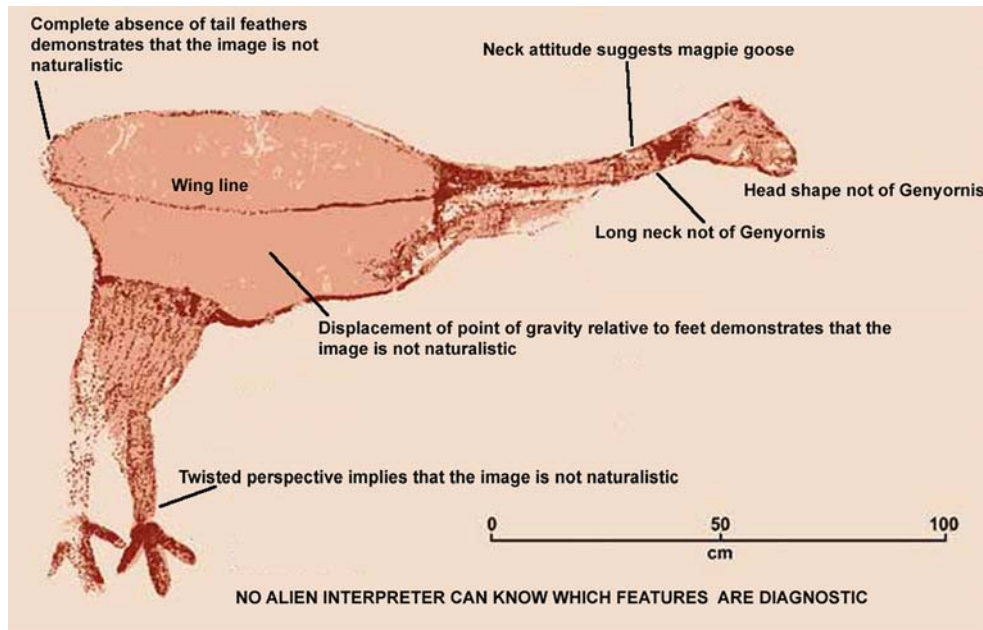 Complete absence of tail feathers
demonstrates that the image is not
naturalistic
Neck attitude suggests magpie goose
Wing line
Head shape not of Genyornis
Long neck not of Genyornis
Displacement of point of gravity relative to feet demonstrates that the
image is not naturalistic
Twisted perspective implies that the image is not naturalistic
0 50 100
cm
NO ALIEN INTERPRETER CAN KNOW WHICH FEATURES ARE DIAGNOSTIC